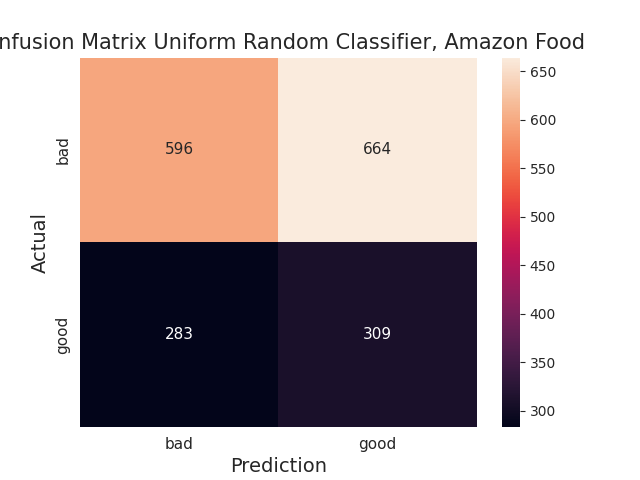 nfusion Matrix Uniform Random Classifier, Amazon Food
bad
good
Actual
596
664
283
309
bad
good
Prediction
650
600
550
500
450
400
350
300